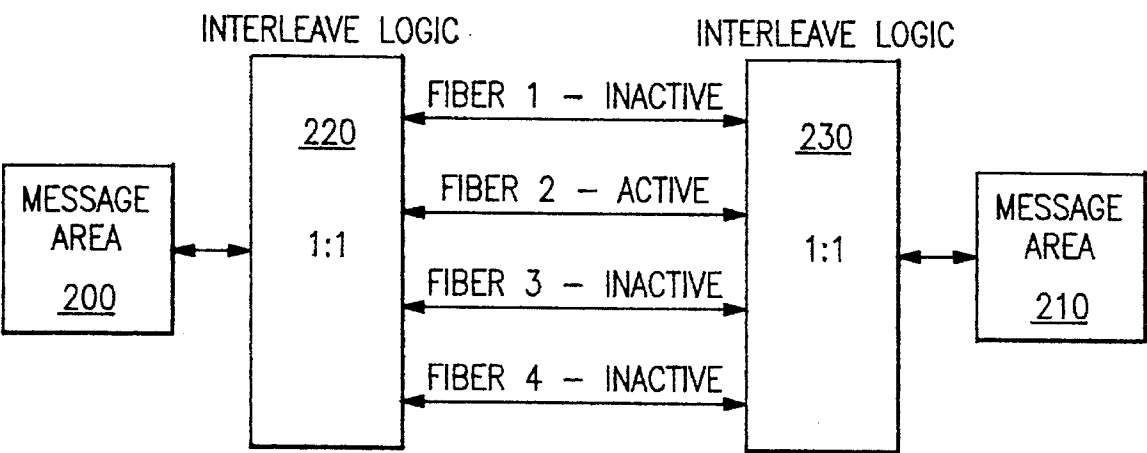 INTERLEAVE LOGIC
INTERLEAVE LOGIC
FIBER 1 – INACTIVE
220
230
FIBER 2 – ACTIVE
MESSAGE
AREA
200
1:1
1:1
MESSAGE
AREA
210
FIBER 3 – INACTIVE
FIBER 4 – INACTIVE